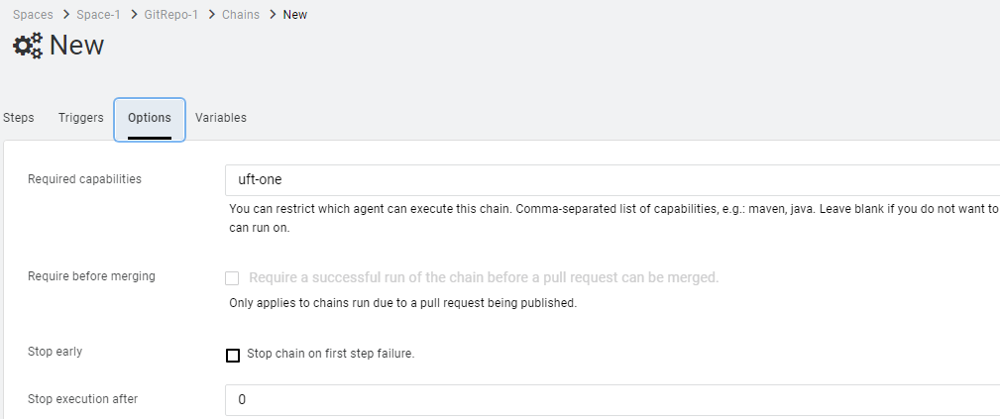 Spaces > Space-1 > GitRepo-1 > Chains > New
New
Steps Triggers Options Variables
Required capabilities uft-one
You can restrict which agent can execute this chain. Comma-separated list of capabilities, e.g.: maven, java. Leave blank if you do not want to
can run on.
Require before merging Require a successful run of the chain before a pull request can be merged.
Only applies to chains run due to a pull request being published.
Stop early Stop chain on first step failure.
Stop execution after 0